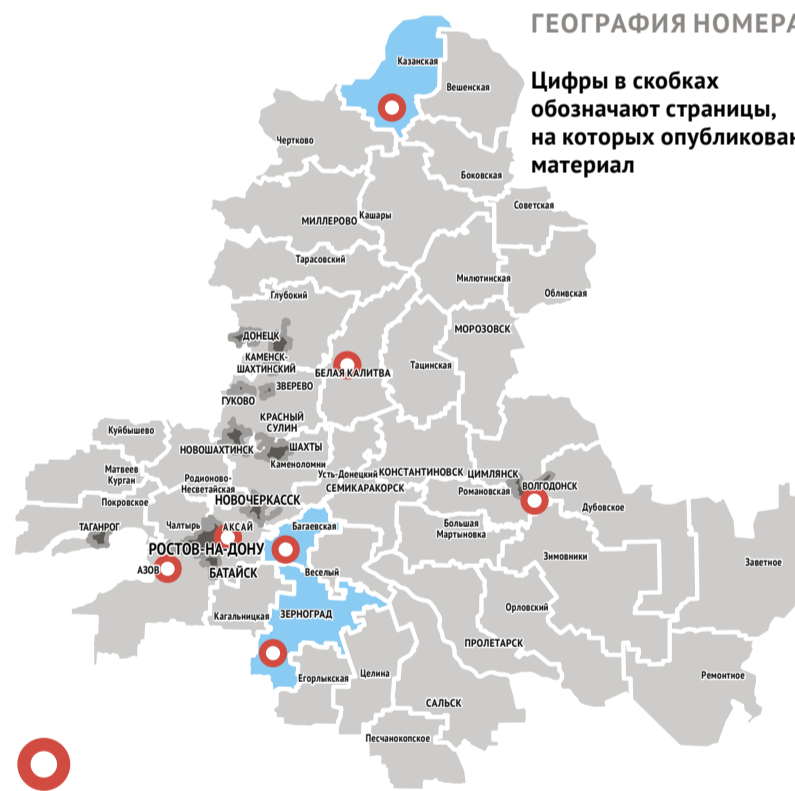 ГЕОГРАФИЯ НОМЕРА
Цифры в скобках
обозначают страницы,
на которых опубликован
материал
Казанская
Вешенская
Чертково
Боковская
Советская
МИЛЛЕРОВО
Кашары
Тарасовский
Милютинская
Обливская
Глубокий
МОРОЗОВСК
ДОНЕЦК
КАМЕНСК-
ШАХТИНСКИЙ
БЕЛАЯ КАЛИТВА
Тацинская
ЗВЕРЕВО
ГУКОВО
КРАСНЫЙ
СУЛИН
Куйбышево
НОВОШАХТИНСК
ШАХТЫ
Каменоломни
Матвеев
Курган
Родионово-
Несветайская
Усть-Донецкий
КОНСТАНТИНОВСК
ЦИМЛЯНСК
СЕМИКАРАКОРСК
Романовская
ВОЛГОДОНСК
Покровское
НОВОЧЕРКАССК
Дубовское
ТАГАНРОГ
Чалтырь
АКСАЙ
Багаевская
Большая
Мартыновка
РОСТОВ-НА-ДОНУ
Зимовники
Заветное
АЗОВ
БАТАЙСК
Веселый
Кагальницкая
ЗЕРНОГРАД
Орловский
ПРОЛЕТАРСК
Егорлыкская
Целина
Ремонтное
САЛЬСК
Песчанокопское